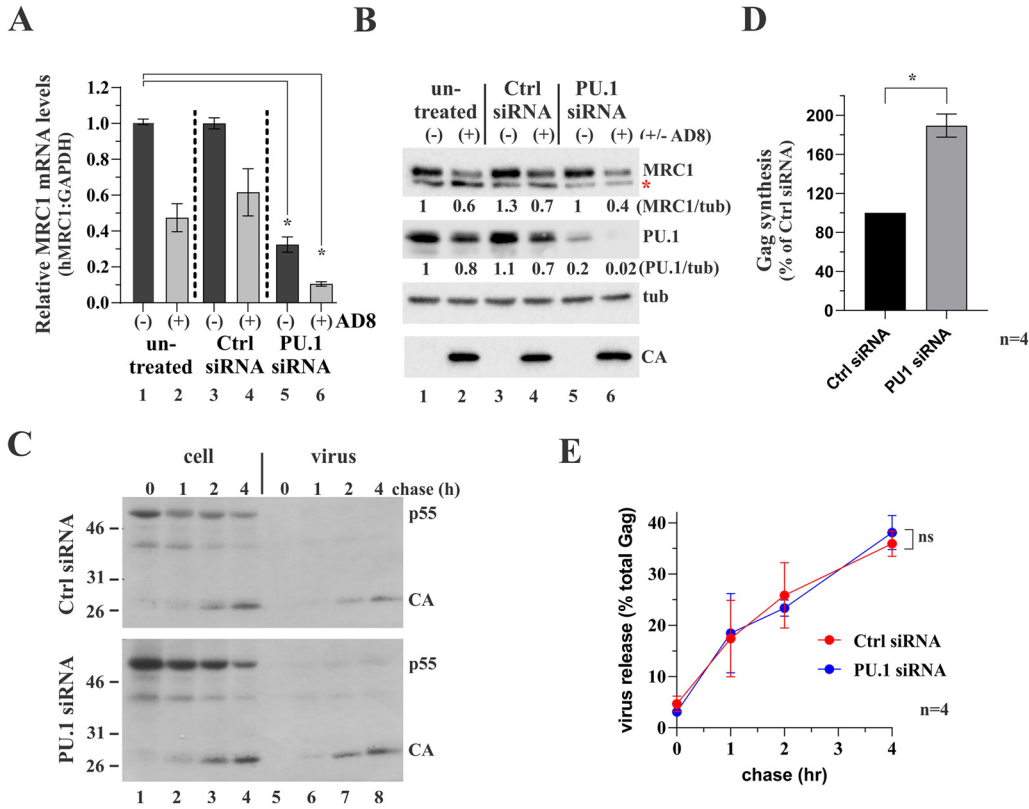 A
Relative MRC1 mRNA levels
(hMRC1:GAPDH)
1.2
1.0
0.8
0.6
0.4
0.2
0.0
*
*
(-) (+) (-) (+) (-) (+) AD8
un-
treated
Ctrl
siRNA
PU.1
siRNA
1 2 3 4 5 6
B
un-
treated
Ctrl
siRNA
PU.1
siRNA
(-) (+) (-) (+) (-) (+) (+/- AD8)
MRC1
*
1 0.6 1.3 0.7 1 0.4 (MRC1/tub)
PU.1
1 0.8 1.1 0.7 0.2 0.02 (PU.1/tub)
tub
CA
1 2 3 4 5 6
C
cell virus
0 1 2 4 0 1 2 4 chase (h)
Ctrl siRNA
46
31
26
p55
CA
PU.1 siRNA
46
31
26
p55
CA
1 2 3 4 5 6 7 8
D
Gag synthesis
(% of Ctrl siRNA)
200
160
120
80
40
0
*
Ctrl siRNA
PU1 siRNA
n=4
E
virus release (% total Gag)
40
30
20
10
0
ns
Ctrl siRNA
PU.1 siRNA
n=4
0 1 2 3 4
chase (hr)